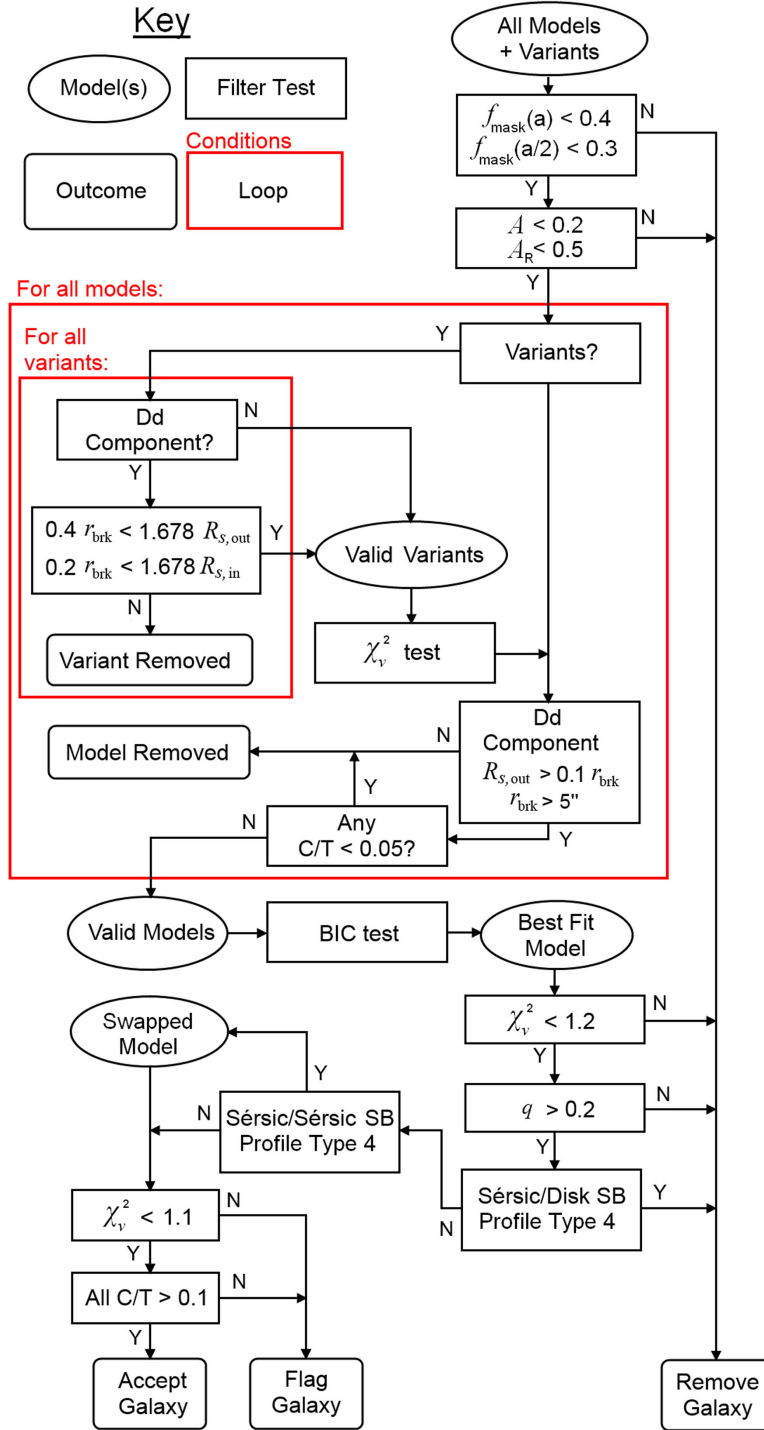 Key
Model(s)
Filter Test
Conditions
Outcome
Loop
All Models
+ Variants
f_mask(a) < 0.4
f_mask(a/2) < 0.3
N
Y
A < 0.2
A_R < 0.5
N
Y
For all models:
Variants?
Y
For all
variants:
Dd
Component?
N
Y
0.4 r_brk < 1.678 R_s,out
0.2 r_brk < 1.678 R_s,in
Y
N
Valid Variants
Variant Removed
χ_ν² test
Dd
Component
R_s,out > 0.1 r_brk
r_brk > 5"
N
Y
Model Removed
Y
Any
C/T < 0.05?
N
Valid Models
BIC test
Best Fit
Model
χ_ν² < 1.2
N
Y
q > 0.2
N
Y
Sérsic/Disk SB
Profile Type 4
Y
N
Sérsic/Sérsic SB
Profile Type 4
Y
N
Swapped
Model
χ_ν² < 1.1
N
Y
All C/T > 0.1
N
Y
Accept
Galaxy
Flag
Galaxy
Remove
Galaxy